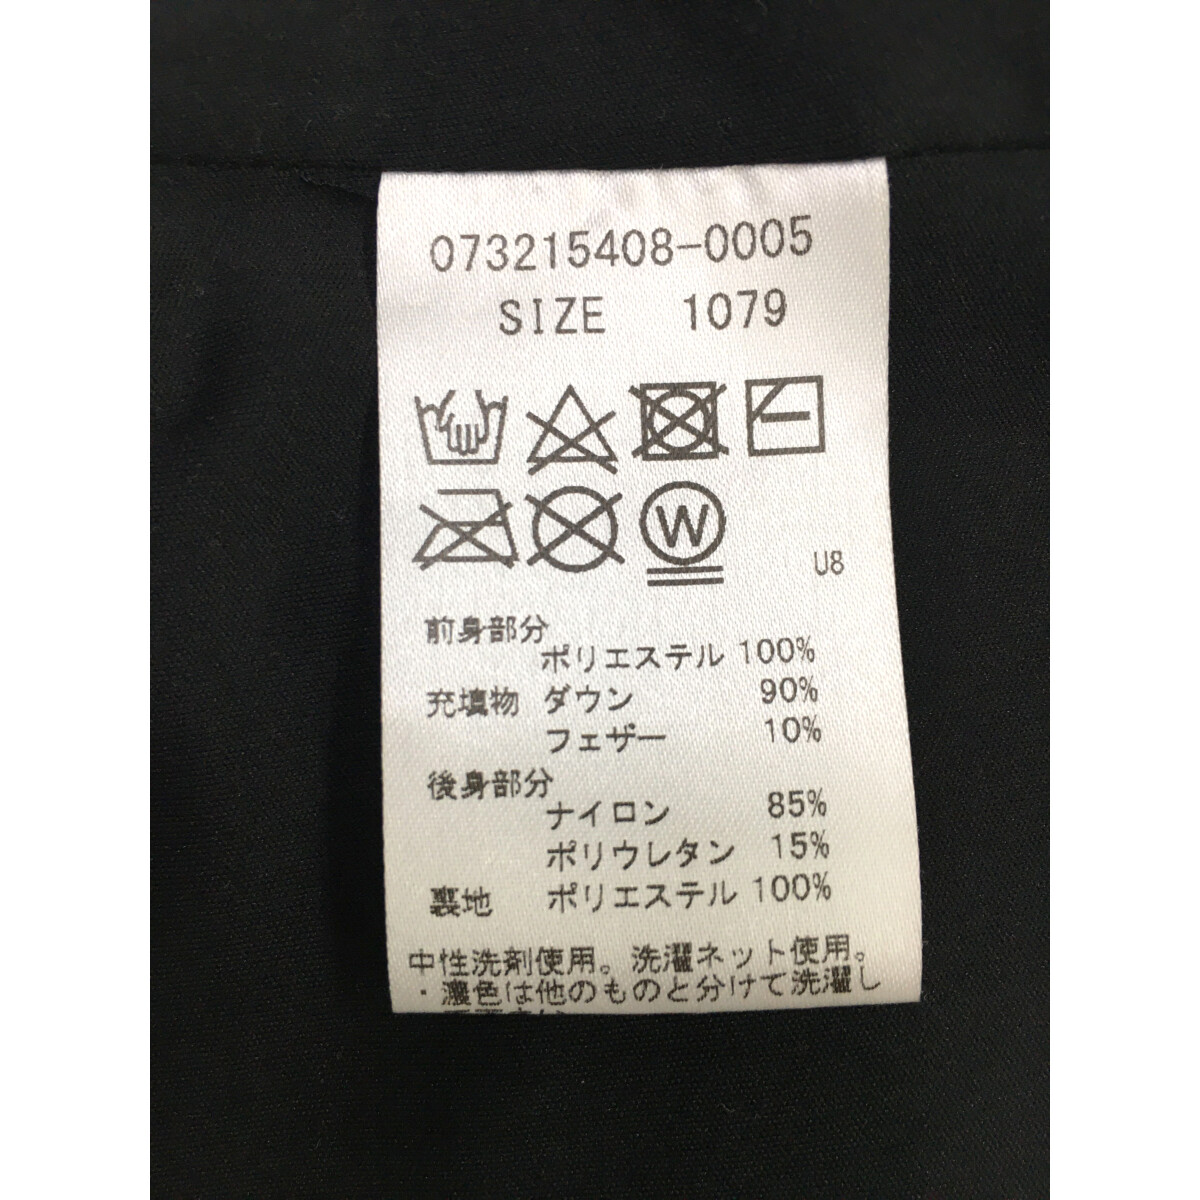 073215408-0005
SIZE 1079
W
U8
前身部分
ポリエステル 100%
充填物 ダウン 90%
フェザー 10%
後身部分
ナイロン 85%
ポリウレタン 15%
裏地 ポリエステル 100%
中性洗剤使用。洗濯ネット使用。
・濃色は他のものと分けて洗濯し